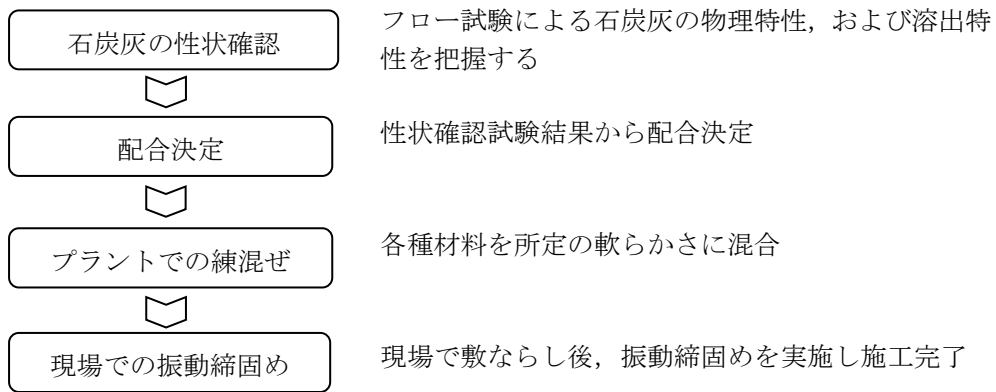 石炭灰の性状確認
フロー試験による石炭灰の物理特性，および溶出特
性を把握する
配合決定
性状確認試験結果から配合決定
プラントでの練混ぜ
各種材料を所定の軟らかさに混合
現場での振動締固め
現場で敷ならし後，振動締固めを実施し施工完了